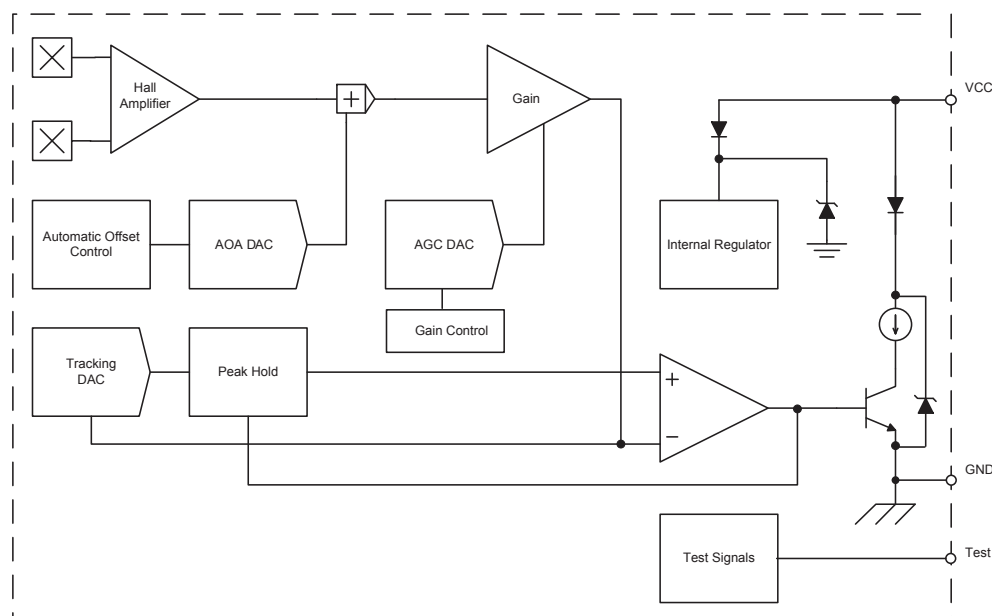 Hall
Amplifier
+
Gain
VCC
Automatic Offset
Control
AOA DAC
AGC DAC
Internal Regulator
Gain Control
Tracking
DAC
Peak Hold
+
−
GND
Test Signals
Test